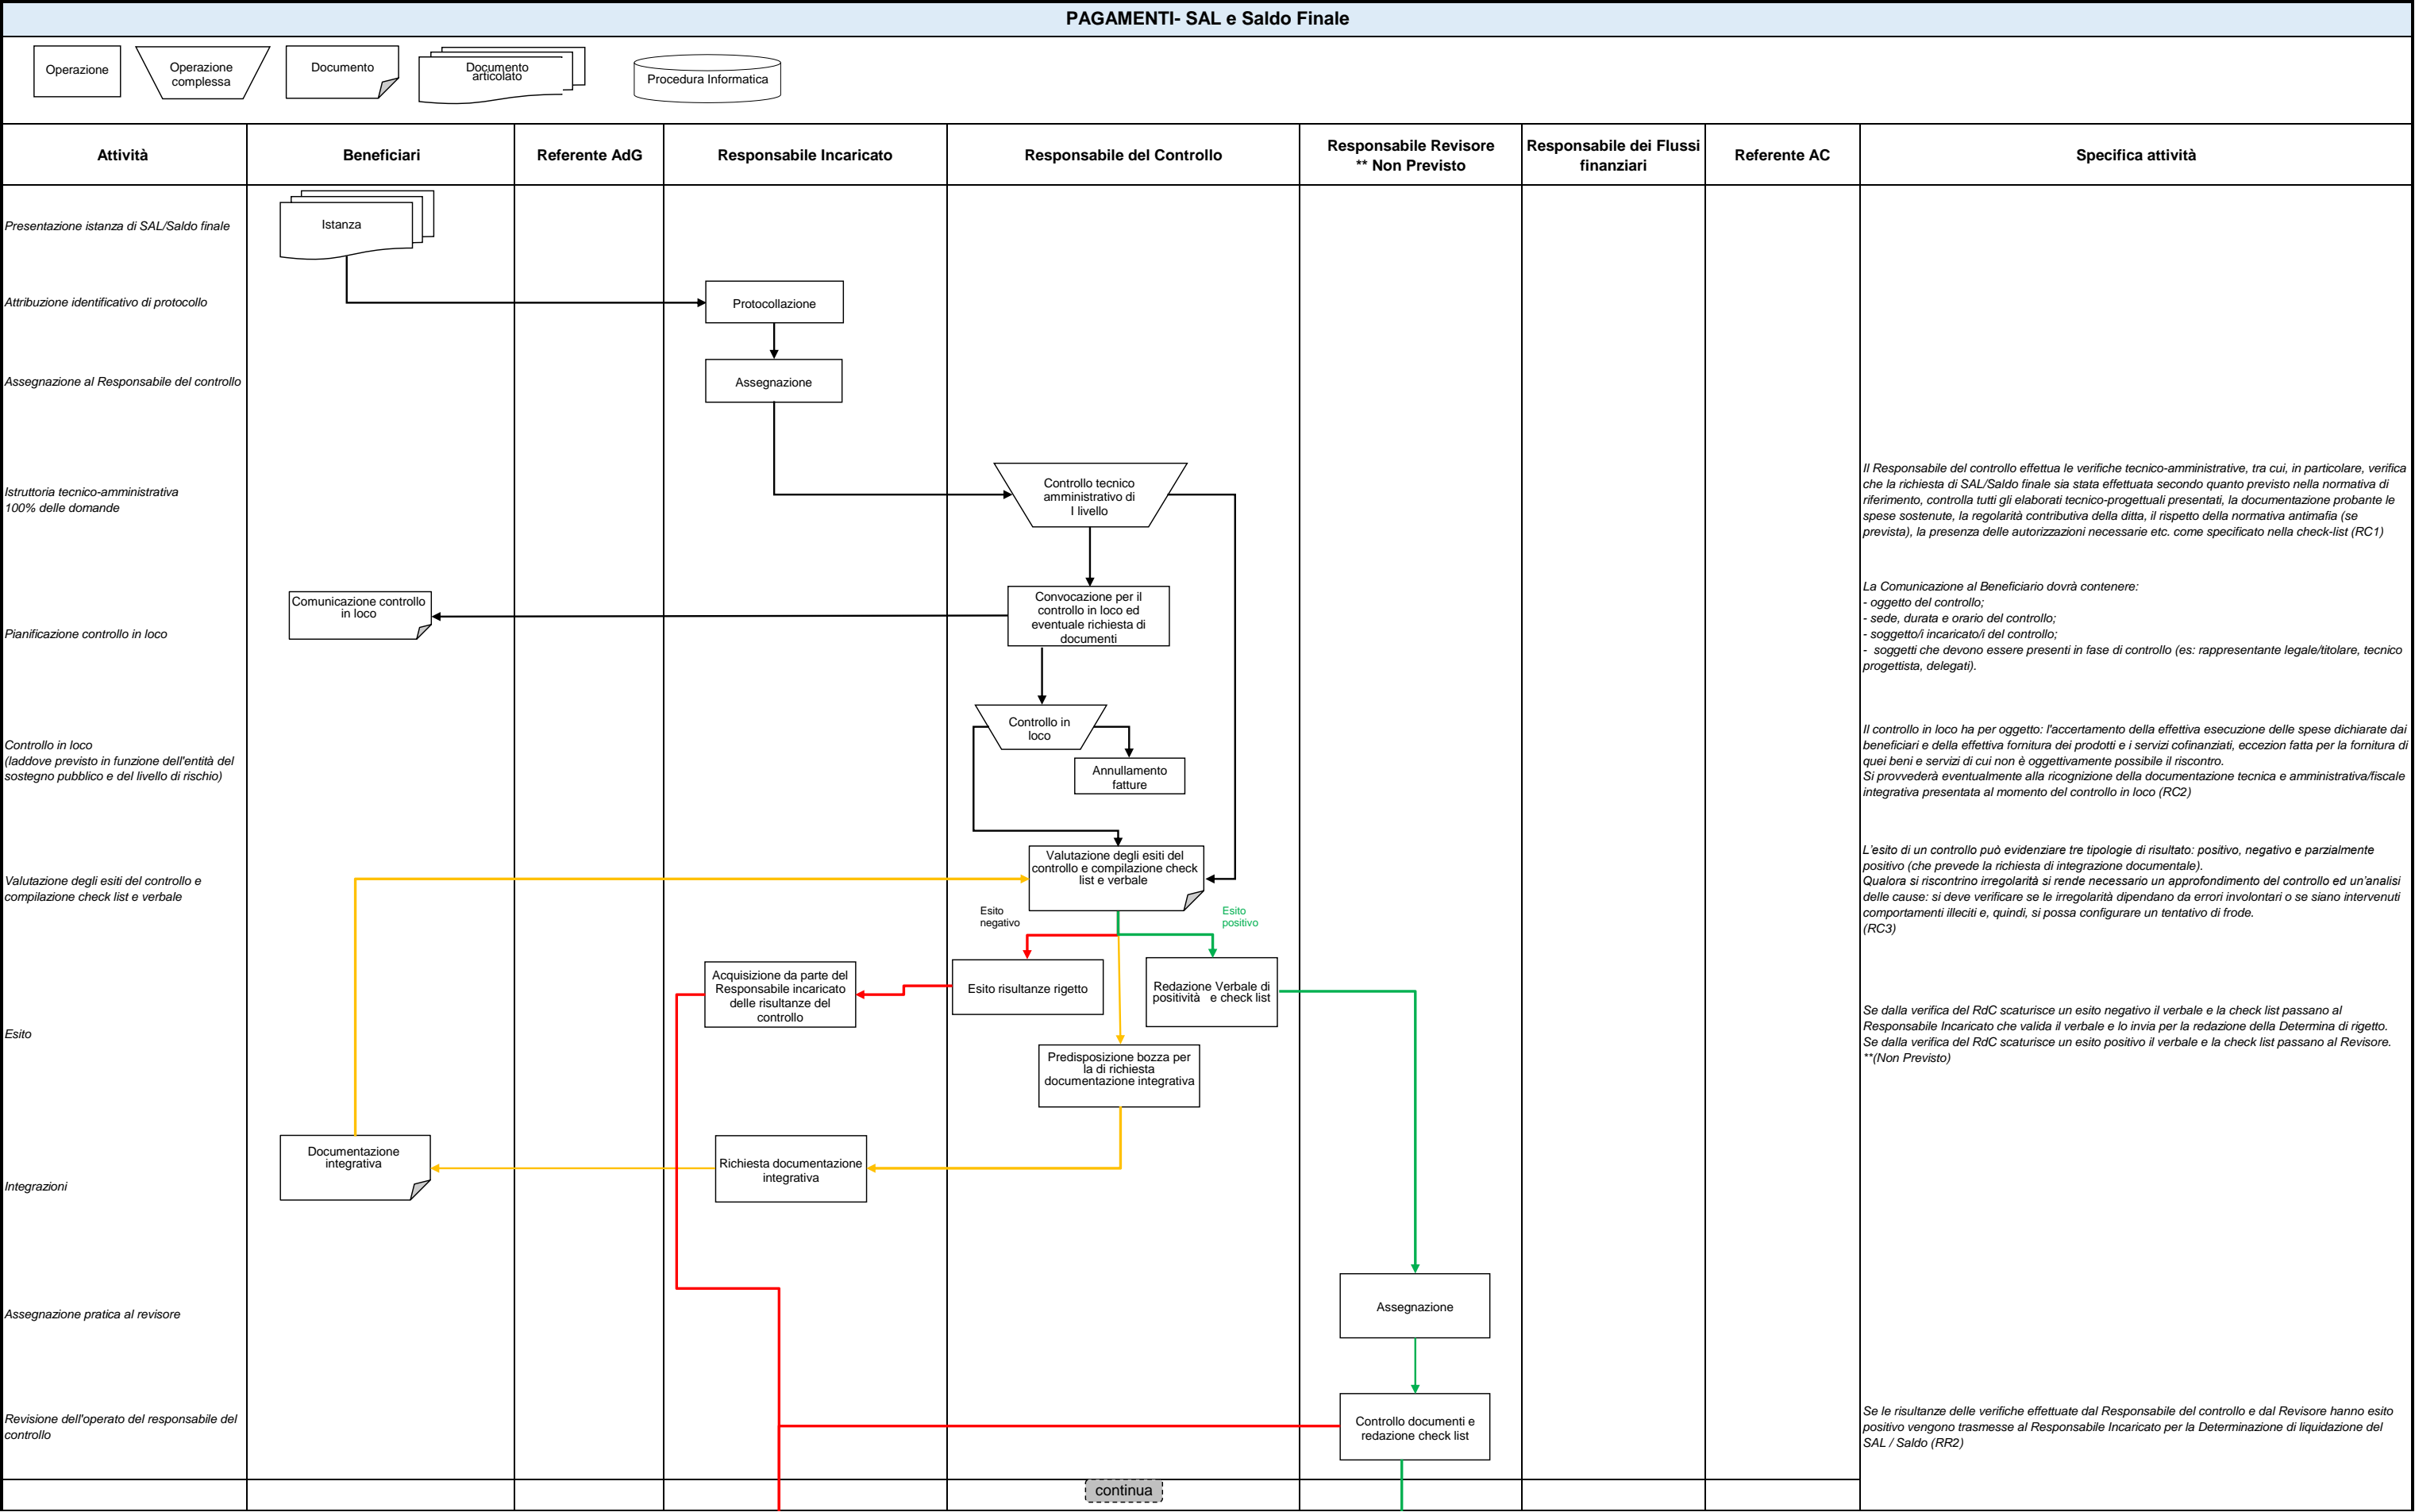 PAGAMENTI- SAL e Saldo Finale
Operazione
Operazione
complessa
Documento
Documento
articolato
Procedura Informatica
Attività
Beneficiari
Referente AdG
Responsabile Incaricato
Responsabile del Controllo
Responsabile Revisore
** Non Previsto
Responsabile dei Flussi
finanziari
Referente AC
Specifica attività
Presentazione istanza di SAL/Saldo finale
Istanza
Attribuzione identificativo di protocollo
Protocollazione
Assegnazione al Responsabile del controllo
Assegnazione
Istruttoria tecnico-amministrativa
100% delle domande
Controllo tecnico
amministrativo di
I livello
Il Responsabile del controllo effettua le verifiche tecnico-amministrative, tra cui, in particolare, verifica
che la richiesta di SAL/Saldo finale sia stata effettuata secondo quanto previsto nella normativa di
riferimento, controlla tutti gli elaborati tecnico-progettuali presentati, la documentazione probante le
spese sostenute, la regolarità contributiva della ditta, il rispetto della normativa antimafia (se
prevista), la presenza delle autorizzazioni necessarie etc. come specificato nella check-list (RC1)
Pianificazione controllo in loco
Comunicazione controllo
in loco
Convocazione per il
controllo in loco ed
eventuale richiesta di
documenti
La Comunicazione al Beneficiario dovrà contenere:
- oggetto del controllo;
- sede, durata e orario del controllo;
- soggetto/i incaricato/i del controllo;
- soggetti che devono essere presenti in fase di controllo (es: rappresentante legale/titolare, tecnico
progettista, delegati).
Controllo in loco
(laddove previsto in funzione dell'entità del
sostegno pubblico e del livello di rischio)
Controllo in
loco
Annullamento
fatture
Il controllo in loco ha per oggetto: l'accertamento della effettiva esecuzione delle spese dichiarate dai
beneficiari e della effettiva fornitura dei prodotti e i servizi cofinanziati, eccezion fatta per la fornitura di
quei beni e servizi di cui non è oggettivamente possibile il riscontro.
Si provvederà eventualmente alla ricognizione della documentazione tecnica e amministrativa/fiscale
integrativa presentata al momento del controllo in loco (RC2)
Valutazione degli esiti del controllo e
compilazione check list e verbale
Valutazione degli esiti del
controllo e compilazione check
list e verbale
L'esito di un controllo può evidenziare tre tipologie di risultato: positivo, negativo e parzialmente
positivo (che prevede la richiesta di integrazione documentale).
Qualora si riscontrino irregolarità si rende necessario un approfondimento del controllo ed un'analisi
delle cause: si deve verificare se le irregolarità dipendano da errori involontari o se siano intervenuti
comportamenti illeciti e, quindi, si possa configurare un tentativo di frode.
(RC3)
Esito
negativo
Esito
positivo
Esito
Acquisizione da parte del
Responsabile incaricato
delle risultanze del
controllo
Esito risultanze rigetto
Redazione Verbale di
positività e check list
Predisposizione bozza per
la di richiesta
documentazione integrativa
Se dalla verifica del RdC scaturisce un esito negativo il verbale e la check list passano al
Responsabile Incaricato che valida il verbale e lo invia per la redazione della Determina di rigetto.
Se dalla verifica del RdC scaturisce un esito positivo il verbale e la check list passano al Revisore.
**(Non Previsto)
Integrazioni
Documentazione
integrativa
Richiesta documentazione
integrativa
Assegnazione pratica al revisore
Assegnazione
Revisione dell'operato del responsabile del
controllo
Controllo documenti e
redazione check list
Se le risultanze delle verifiche effettuate dal Responsabile del controllo e dal Revisore hanno esito
positivo vengono trasmesse al Responsabile Incaricato per la Determinazione di liquidazione del
SAL / Saldo (RR2)
continua